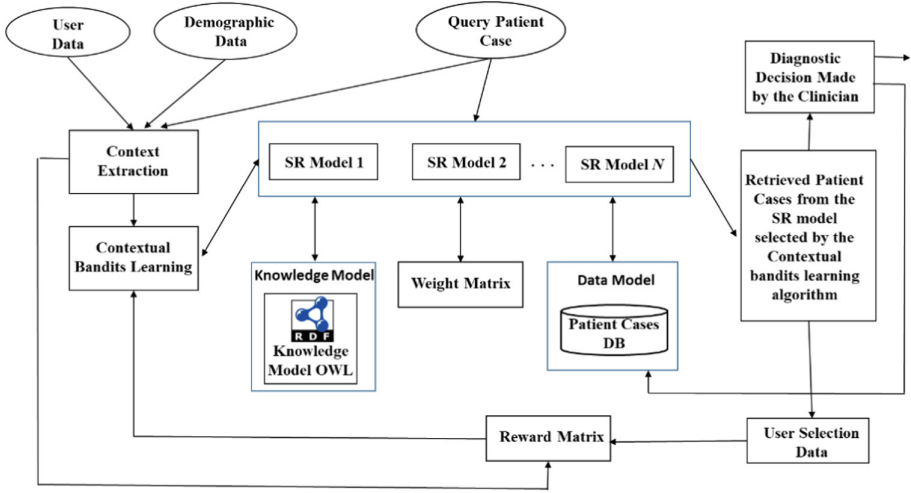 User
Data
Demographic
Data
Query Patient
Case
Diagnostic
Decision Made
by the Clinician
Context
Extraction
SR Model 1
SR Model 2
. . .
SR Model N
Retrieved Patient
Cases from the
SR model
selected by the
Contextual
bandits learning
algorithm
Contextual
Bandits Learning
Knowledge Model
RDF
Knowledge
Model OWL
Weight Matrix
Data Model
Patient Cases
DB
Reward Matrix
User Selection
Data